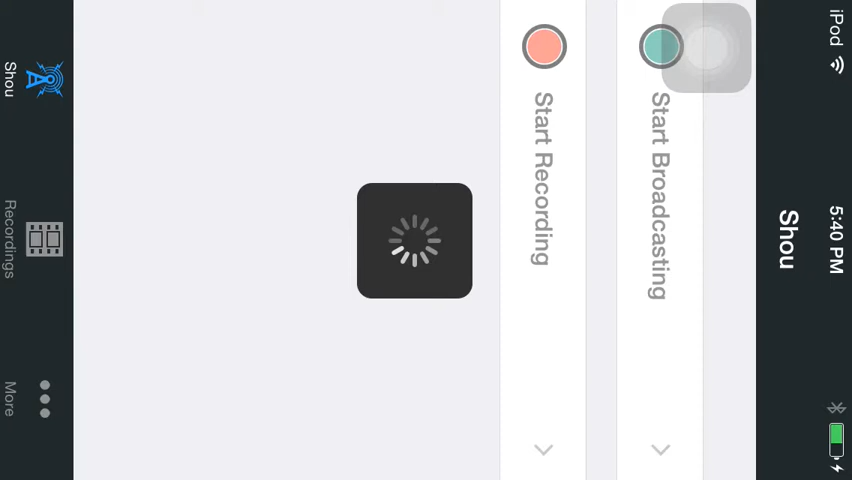 iPod
5:40 PM
Shou
Start Broadcasting
Start Recording
Shou
Recordings
More